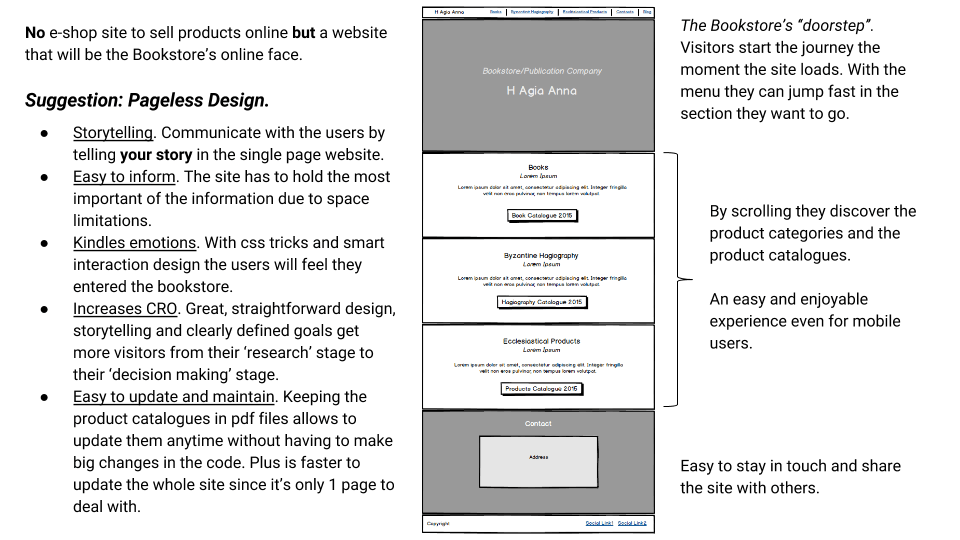 No e-shop site to sell products online but a website
that will be the Bookstore's online face.
Suggestion: Pageless Design.
● Storytelling. Communicate with the users by
telling your story in the single page website.
● Easy to inform. The site has to hold the most
important of the information due to space
limitations.
● Kindles emotions. With css tricks and smart
interaction design the users will feel they
entered the bookstore.
● Increases CRO. Great, straightforward design,
storytelling and clearly defined goals get
more visitors from their 'research' stage to
their 'decision making' stage.
● Easy to update and maintain. Keeping the
product catalogues in pdf files allows to
update them anytime without having to make
big changes in the code. Plus is faster to
update the whole site since it's only 1 page to
deal with.
H Agia Anna Books Byzantine Hagiography Ecclesiastical Products Contacts Blog
Bookstore/Publication Company
H Agia Anna
Books
Lorem Ipsum
Lorem ipsum dolor sit amet, consectetur adipiscing elit. Integer fringilla
velit non eros pulvinar, non tempus lorem volutpat.
Book Catalogue 2015
Byzantine Hagiography
Lorem Ipsum
Lorem ipsum dolor sit amet, consectetur adipiscing elit. Integer fringilla
velit non eros pulvinar, non tempus lorem volutpat.
Hagiography Catalogue 2015
Ecclesiastical Products
Lorem Ipsum
Lorem ipsum dolor sit amet, consectetur adipiscing elit. Integer fringilla
velit non eros pulvinar, non tempus lorem volutpat.
Products Catalogue 2015
Contact
Address
Copyright Social Link1 Social Link2
The Bookstore's "doorstep".
Visitors start the journey the
moment the site loads. With the
menu they can jump fast in the
section they want to go.
By scrolling they discover the
product categories and the
product catalogues.
An easy and enjoyable
experience even for mobile
users.
Easy to stay in touch and share
the site with others.